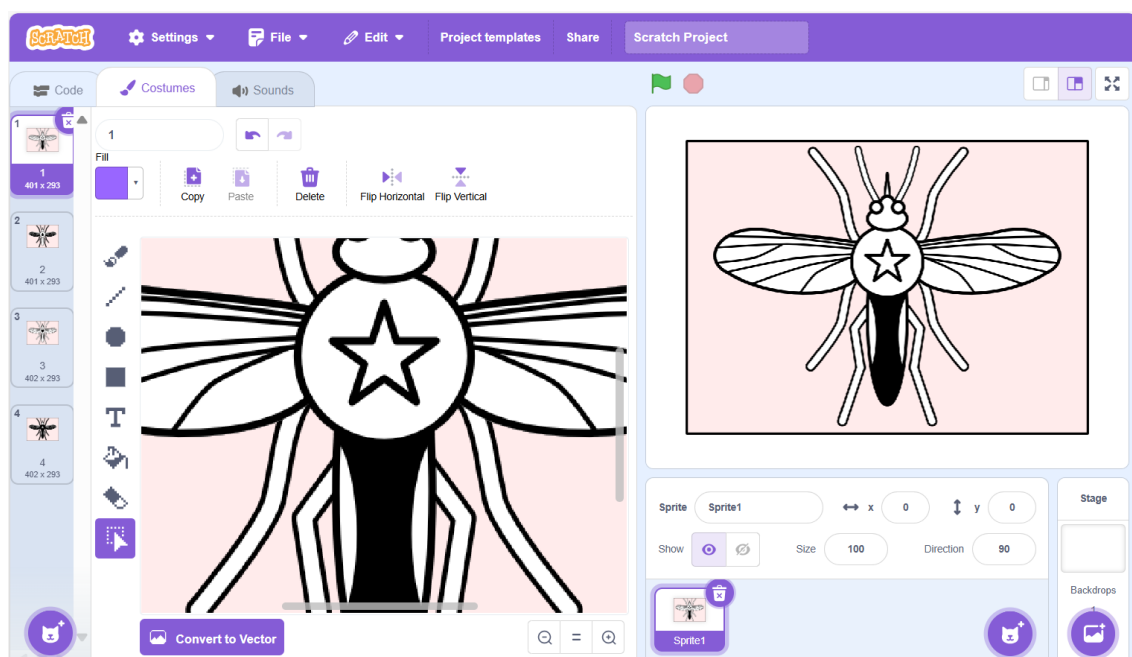 SCRATCH Settings File Edit Project templates Share Scratch Project
Code Costumes Sounds
1
1
401 x 293
2
2
401 x 293
3
3
402 x 293
4
4
402 x 293
1
Fill
Copy Paste Delete Flip Horizontal Flip Vertical
T
Convert to Vector
Sprite Sprite1 x 0 y 0
Show Size 100 Direction 90
Sprite1
Stage
Backdrops
1